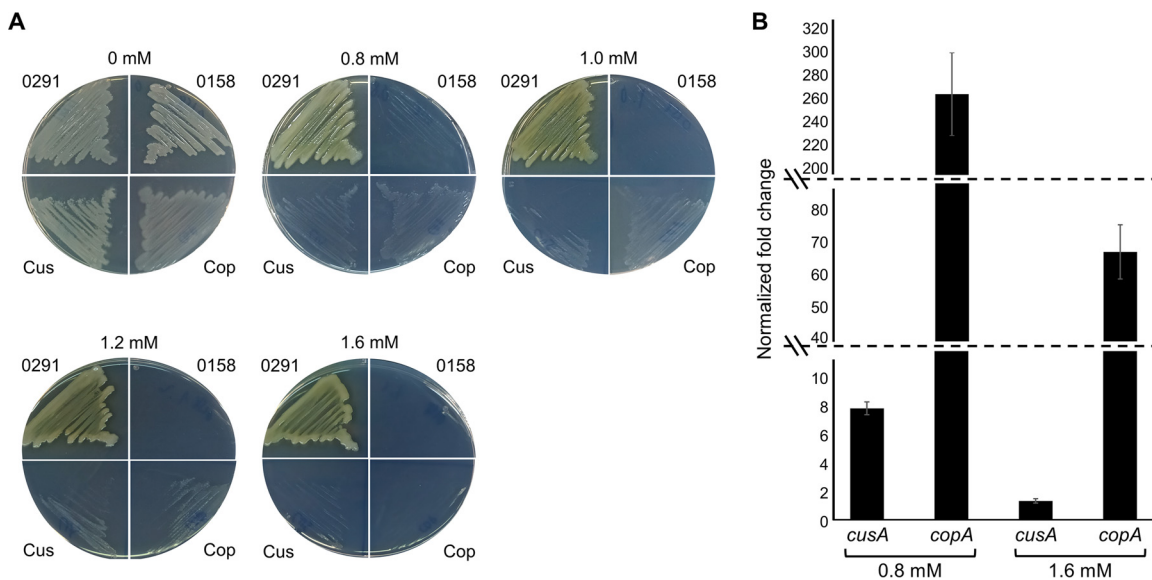 A
0 mM
0291
0158
Cus
Cop
0.8 mM
0291
0158
Cus
Cop
1.0 mM
0291
0158
Cus
Cop
1.2 mM
0291
0158
Cus
Cop
1.6 mM
0291
0158
Cus
Cop
B
Normalized fold change
320
300
280
260
240
220
200
80
70
60
50
40
10
8
6
4
2
0
cusA
copA
cusA
copA
0.8 mM
1.6 mM